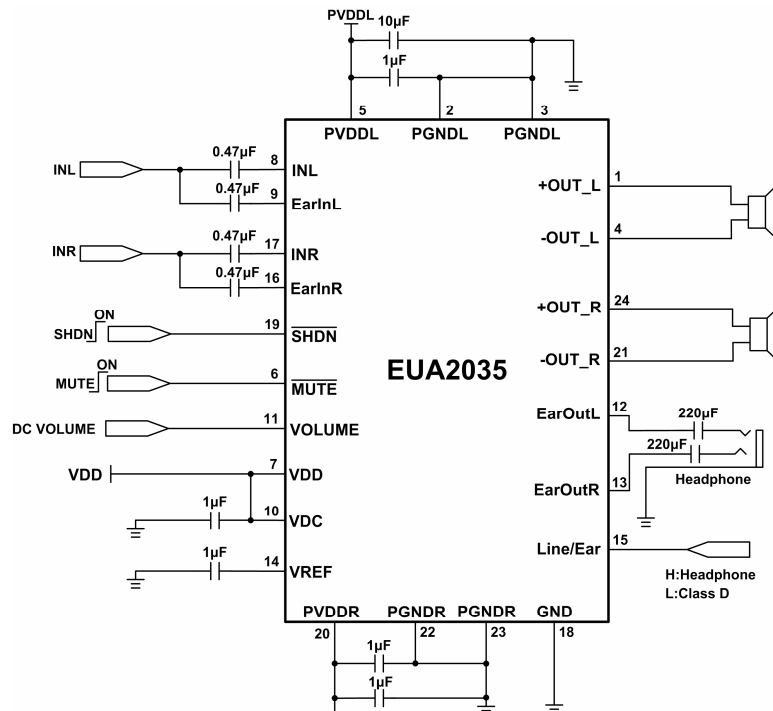 PVDDL
10µF
1µF
5
2
3
PVDDL
PGNDL
PGNDL
INL
0.47µF
8
INL
0.47µF
9
EarInL
INR
0.47µF
17
INR
0.47µF
16
EarInR
SHDN
ON
19
SHDN
MUTE
ON
6
MUTE
DC VOLUME
11
VOLUME
VDD
7
VDD
1µF
10
VDC
1µF
14
VREF
EUA2035
+OUT_L
1
-OUT_L
4
+OUT_R
24
-OUT_R
21
EarOutL
12
220µF
220µF
Headphone
EarOutR
13
Line/Ear
15
H:Headphone
L:Class D
PVDDR
PGNDR
PGNDR
GND
20
22
23
18
1µF
1µF